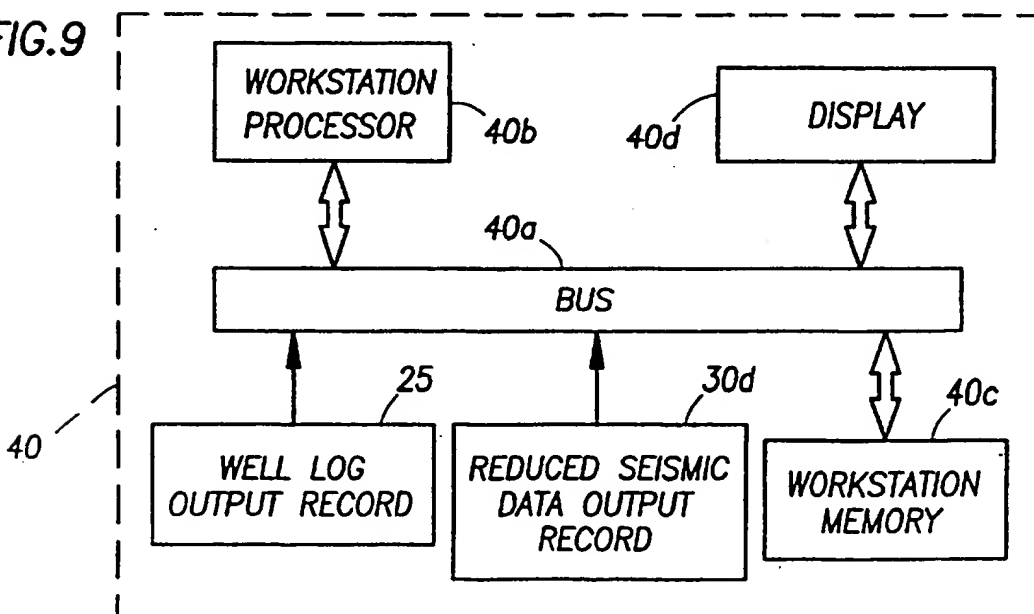 FIG.9
WORKSTATION
PROCESSOR
40b
40d
DISPLAY
40a
BUS
25
30d
40c
40
WELL LOG
OUTPUT RECORD
REDUCED SEISMIC
DATA OUTPUT
RECORD
WORKSTATION
MEMORY